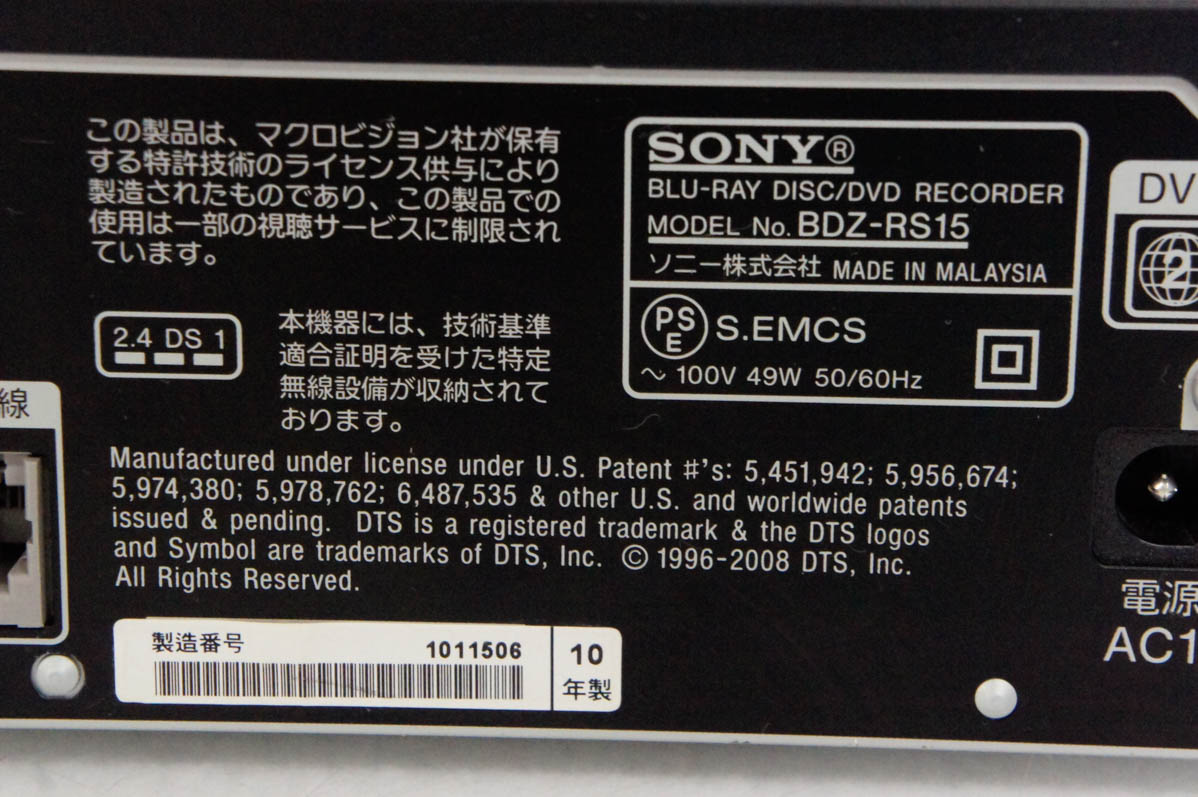 この製品は、マクロビジョン社が保有
する特許技術のライセンス供与により
製造されたものであり、この製品での
使用は一部の視聴サービスに制限され
ています。
SONY®
BLU-RAY DISC/DVD RECORDER
MODEL No. BDZ-RS15
ソニー株式会社 MADE IN MALAYSIA
PSE S.EMCS
～ 100V 49W 50/60Hz
DV
2
2.4 DS 1
本機器には、技術基準
適合証明を受けた特定
無線設備が収納されて
おります。
線
Manufactured under license under U.S. Patent #'s: 5,451,942; 5,956,674;
5,974,380; 5,978,762; 6,487,535 & other U.S. and worldwide patents
issued & pending. DTS is a registered trademark & the DTS logos
and Symbol are trademarks of DTS, Inc. © 1996-2008 DTS, Inc.
All Rights Reserved.
電源
AC1
製造番号 1011506
10
年製